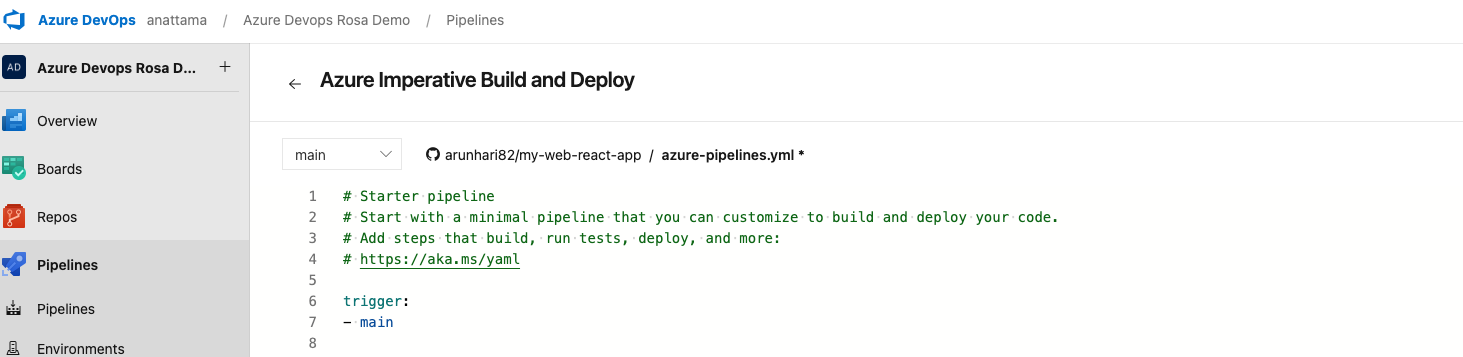 Azure DevOps anattama / Azure Devops Rosa Demo / Pipelines
AD Azure Devops Rosa D... +
← Azure Imperative Build and Deploy
Overview
Boards
Repos
Pipelines
Pipelines
Environments
main arunhari82/my-web-react-app / azure-pipelines.yml *
1 # Starter pipeline
2 # Start with a minimal pipeline that you can customize to build and deploy your code.
3 # Add steps that build, run tests, deploy, and more:
4 # https://aka.ms/yaml
5
6 trigger:
7 - main
8